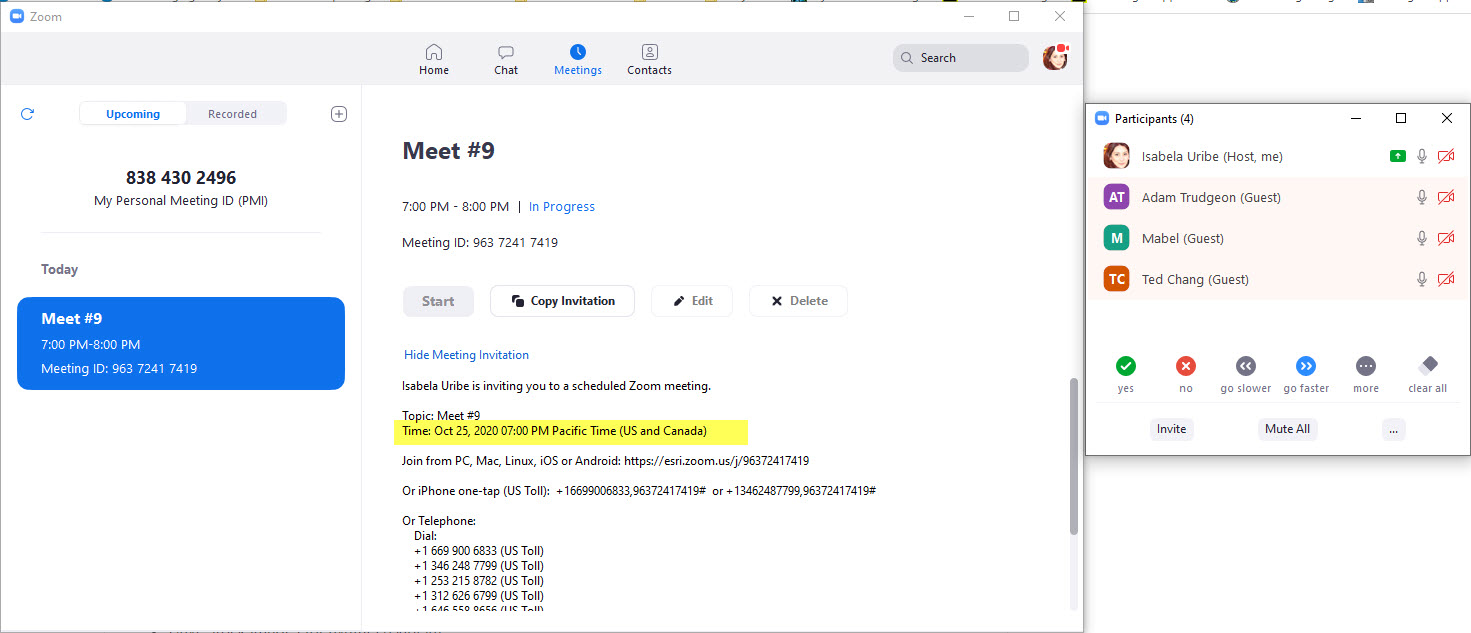 Zoom
Home
Chat
Meetings
Contacts
Search
Upcoming
Recorded
838 430 2496
My Personal Meeting ID (PMI)
Today
Meet #9
7:00 PM-8:00 PM
Meeting ID: 963 7241 7419
Meet #9
7:00 PM - 8:00 PM | In Progress
Meeting ID: 963 7241 7419
Start
Copy Invitation
Edit
Delete
Hide Meeting Invitation
Isabela Uribe is inviting you to a scheduled Zoom meeting.
Topic: Meet #9
Time: Oct 25, 2020 07:00 PM Pacific Time (US and Canada)
Join from PC, Mac, Linux, iOS or Android: https://esri.zoom.us/j/96372417419
Or iPhone one-tap (US Toll): +16699006833,96372417419# or +13462487799,96372417419#
Or Telephone:
Dial:
+1 669 900 6833 (US Toll)
+1 346 248 7799 (US Toll)
+1 253 215 8782 (US Toll)
+1 312 626 6799 (US Toll)
+1 646 558 8656 (US Toll)
Participants (4)
Isabela Uribe (Host, me)
AT
Adam Trudgeon (Guest)
M
Mabel (Guest)
TC
Ted Chang (Guest)
yes
no
go slower
go faster
more
clear all
Invite
Mute All
...